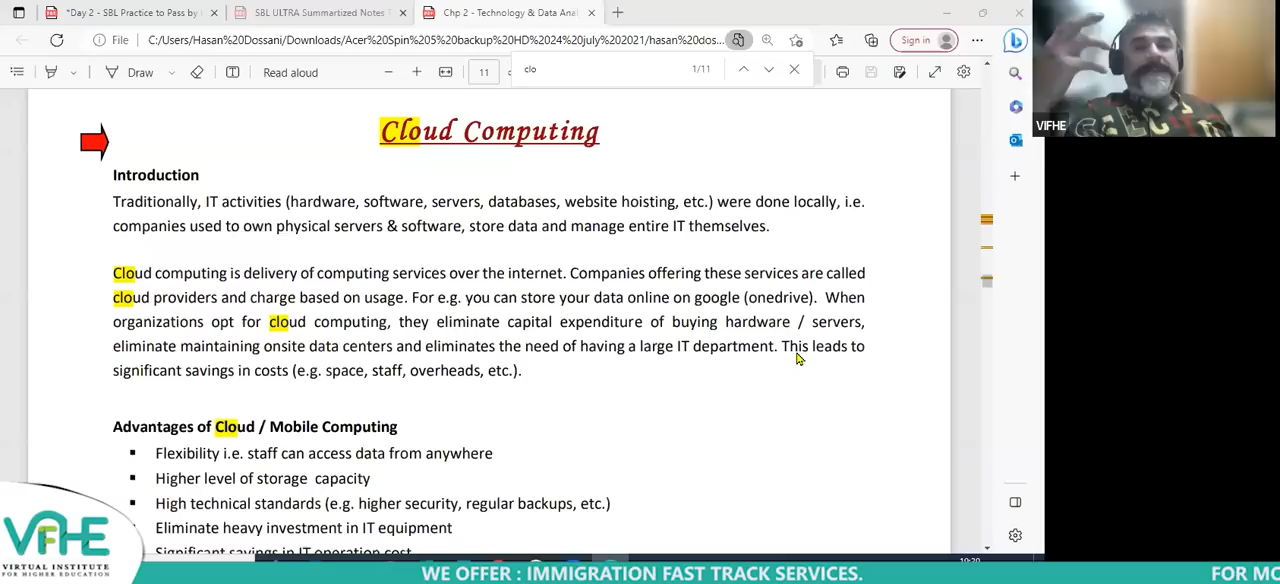 "Day 2 - SBL Practice to Pass by
SBL ULTRA Summartized Notes
Chp 2 - Technology & Data Anal
File
C:/Users/Hasan%20Dossani/Downloads/Acer%20Spin%205%20backup%20HD%2024%20july%202021/hasan%20dos...
Sign in
Draw
Read aloud
11
clo
1/11
VIFHE
Cloud Computing
Introduction
Traditionally, IT activities (hardware, software, servers, databases, website hoisting, etc.) were done locally, i.e.
companies used to own physical servers & software, store data and manage entire IT themselves.
Cloud computing is delivery of computing services over the internet. Companies offering these services are called
cloud providers and charge based on usage. For e.g. you can store your data online on google (onedrive). When
organizations opt for cloud computing, they eliminate capital expenditure of buying hardware / servers,
eliminate maintaining onsite data centers and eliminates the need of having a large IT department. This leads to
significant savings in costs (e.g. space, staff, overheads, etc.).
Advantages of Cloud / Mobile Computing
▪ Flexibility i.e. staff can access data from anywhere
▪ Higher level of storage capacity
▪ High technical standards (e.g. higher security, regular backups, etc.)
▪ Eliminate heavy investment in IT equipment
Significant savings in IT operation cost
VFHE
VIRTUAL INSTITUTE
FOR HIGHER EDUCATION
WE OFFER : IMMIGRATION FAST TRACK SERVICES.
FOR MO